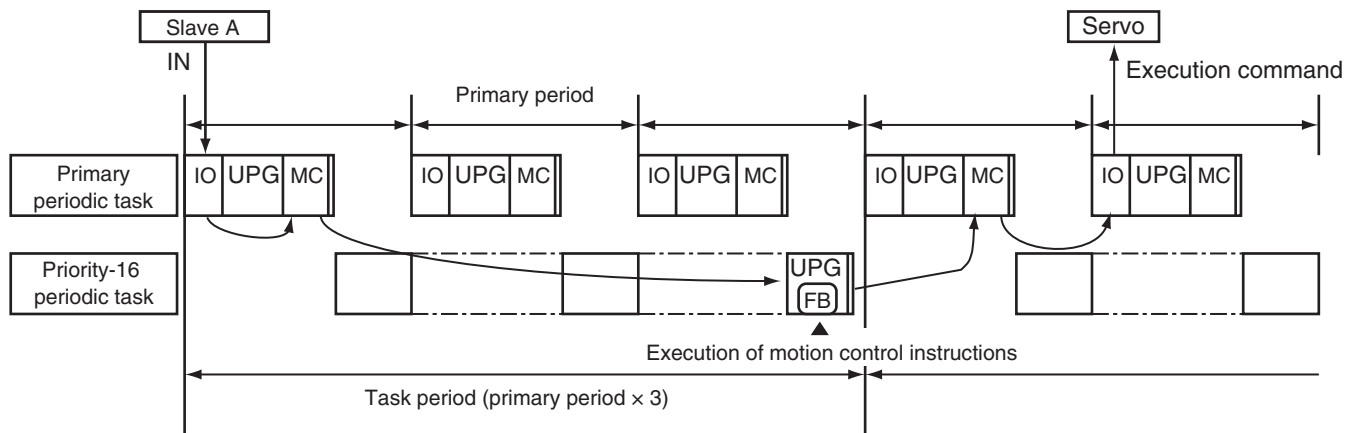 Slave A
Servo
IN
Execution command
Primary period
Primary
periodic task
IO UPG MC
IO UPG MC
IO UPG MC
IO UPG MC
IO UPG MC
Priority-16
periodic task
UPG
FB
Execution of motion control instructions
Task period (primary period × 3)